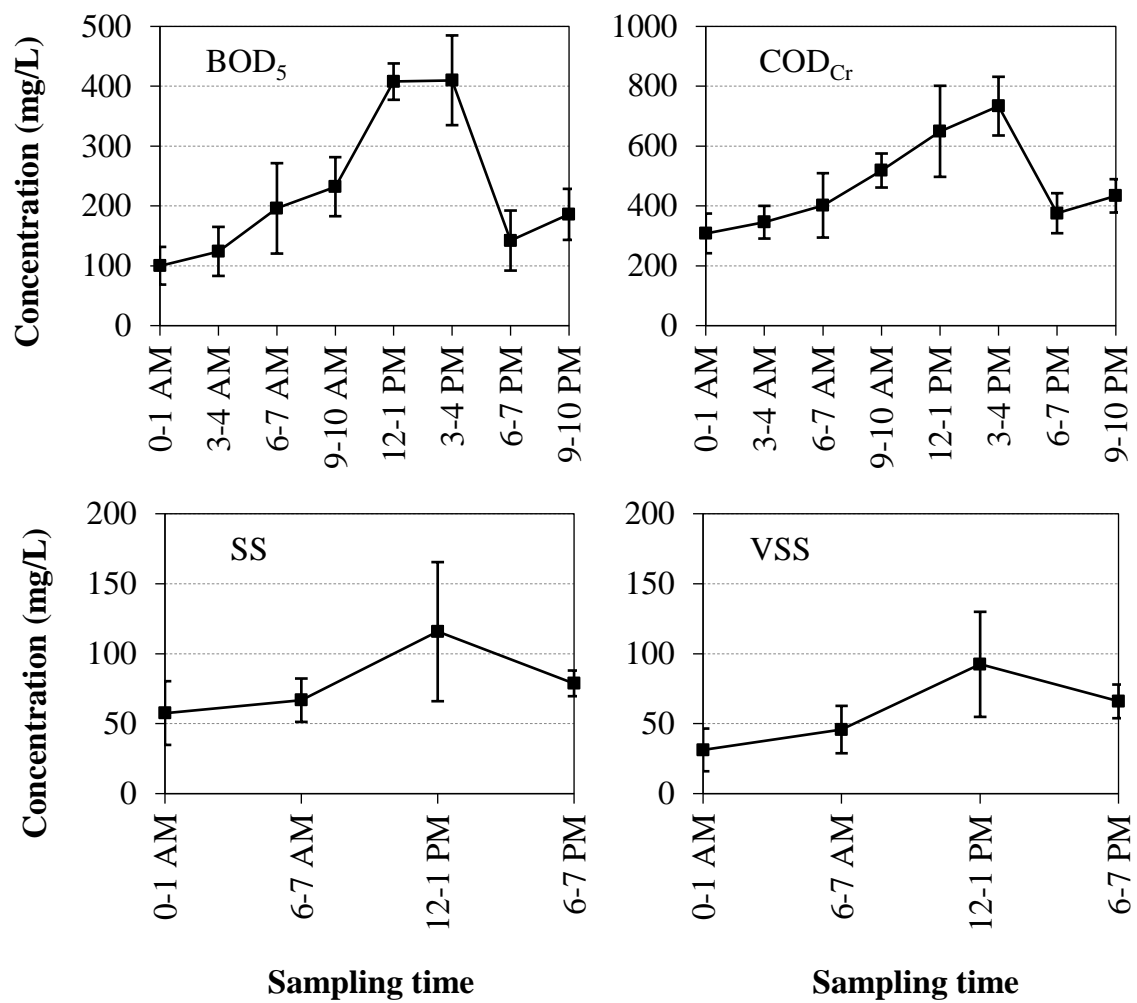 Concentration (mg/L)
BOD5
500
400
300
200
100
0
0-1 AM
3-4 AM
6-7 AM
9-10 AM
12-1 PM
3-4 PM
6-7 PM
9-10 PM
CODCr
1000
800
600
400
200
0
0-1 AM
3-4 AM
6-7 AM
9-10 AM
12-1 PM
3-4 PM
6-7 PM
9-10 PM
Concentration (mg/L)
SS
200
150
100
50
0
0-1 AM
6-7 AM
12-1 PM
6-7 PM
Sampling time
VSS
200
150
100
50
0
0-1 AM
6-7 AM
12-1 PM
6-7 PM
Sampling time